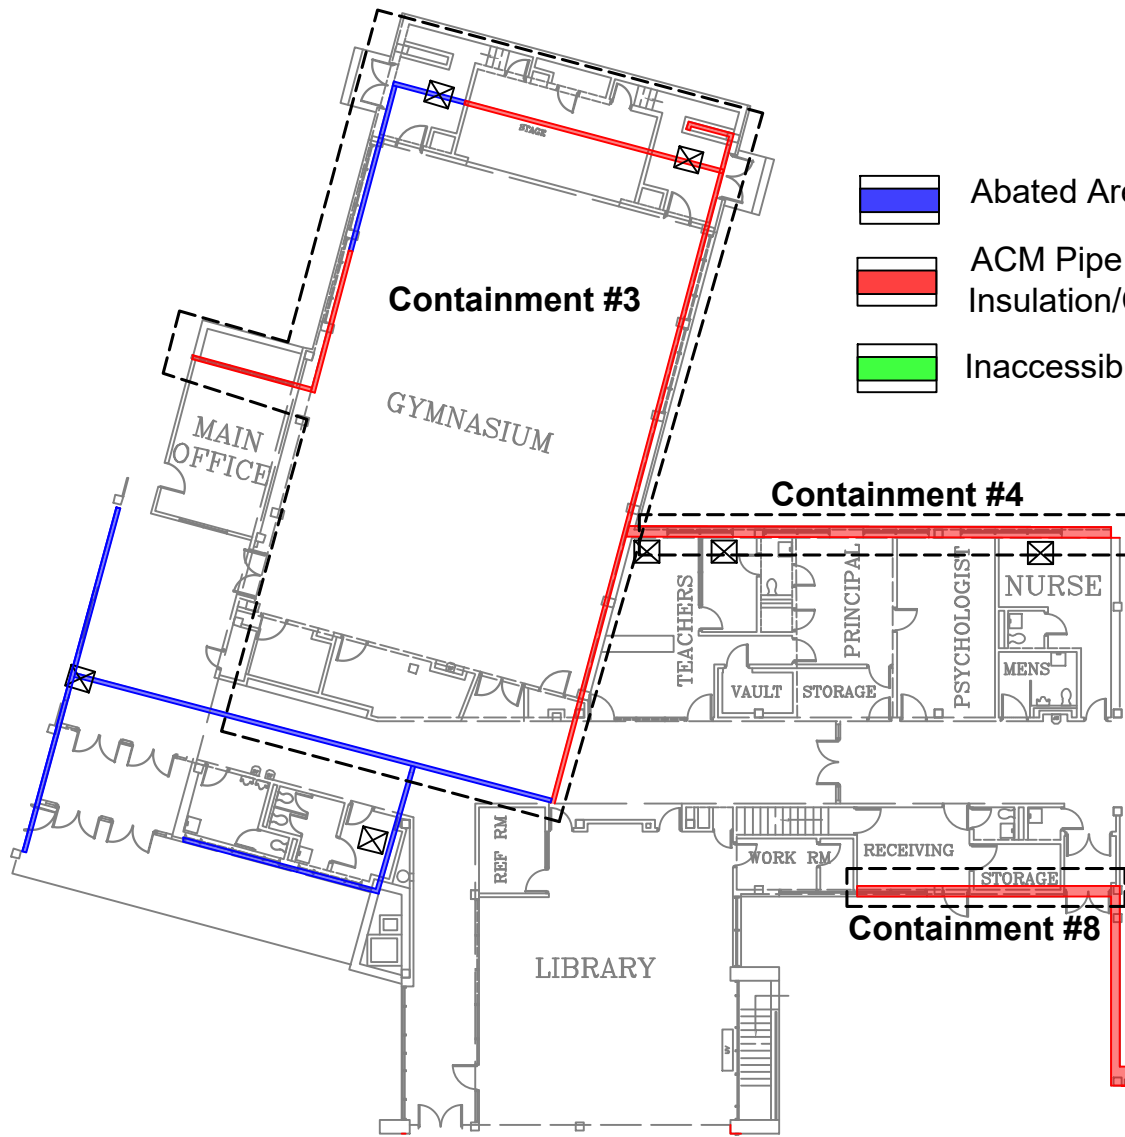 STAGE
Abated Are
ACM Pipe
Insulation/
Containment #3
Inaccessib
GYMNASIUM
MAIN
OFFICE
Containment #4
TEACHERS
PRINCIPAL
PSYCHOLOGIST
NURSE
MENS
VAULT
STORAGE
REF RM
WORK RM
RECEIVING
STORAGE
Containment #8
LIBRARY
UV